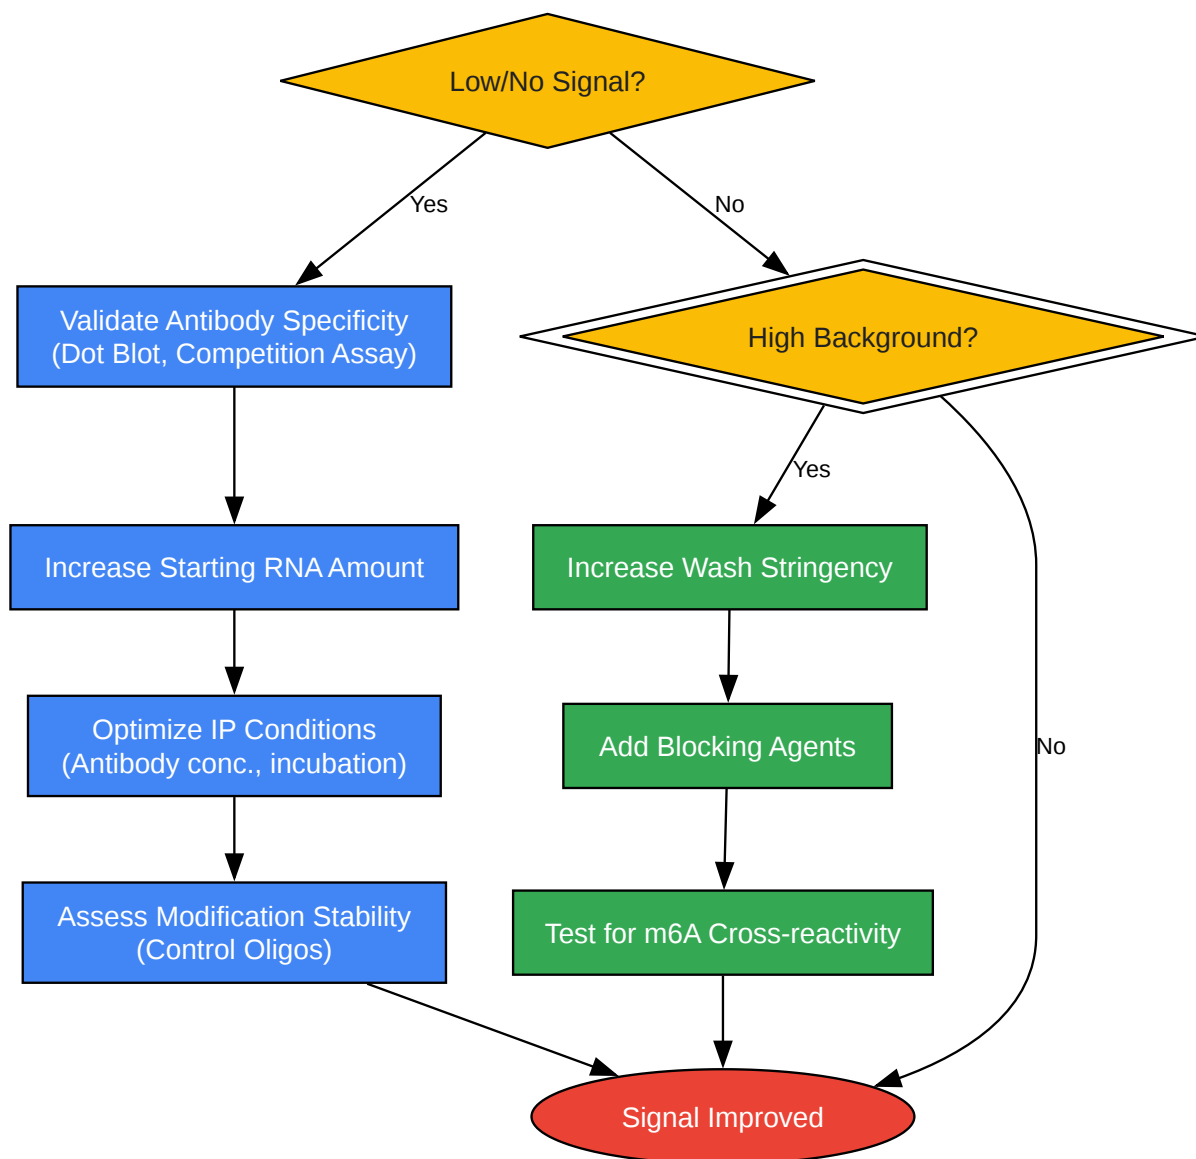 Low/No Signal?
Yes
No
Validate Antibody Specificity
(Dot Blot, Competition Assay)
High Background?
Yes
Increase Starting RNA Amount
Increase Wash Stringency
Optimize IP Conditions
(Antibody conc., incubation)
Add Blocking Agents
No
Assess Modification Stability
(Control Oligos)
Test for m6A Cross-reactivity
Signal Improved